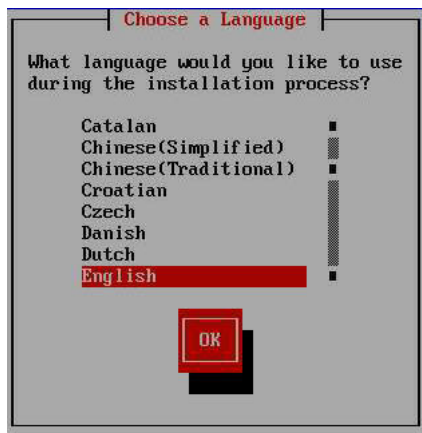 Choose a Language
What language would you like to use
during the installation process?
Catalan
Chinese(Simplified)
Chinese(Traditional)
Croatian
Czech
Danish
Dutch
English
OK